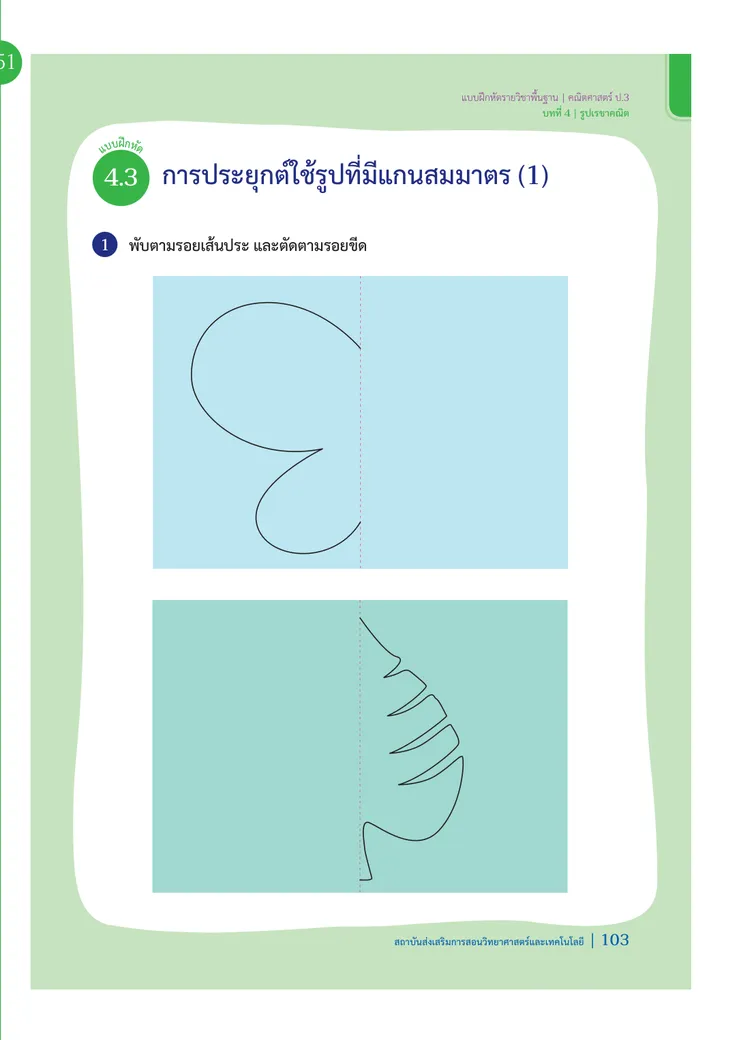 51
แบบฝึกหัดรายวิชาพื้นฐาน | คณิตศาสตร์ ป.3
บทที่ 4 | รูปเรขาคณิต
แบบฝึกหัด
4.3
การประยุกต์ใช้รูปที่มีแกนสมมาตร (1)
1 พับตามรอยเส้นประ และตัดตามรอยขีด
สถาบันส่งเสริมการสอนวิทยาศาสตร์และเทคโนโลยี | 103